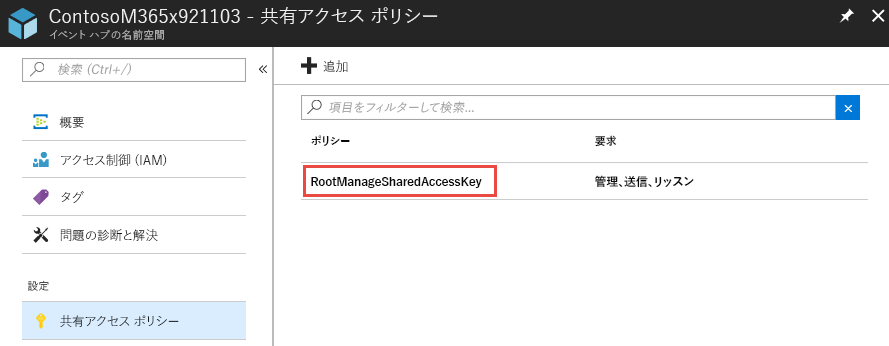 ContosoM365x921103 - 共有アクセス ポリシー
イベント ハブの名前空間
検索 (Ctrl+/)
概要
アクセス制御 (IAM)
タグ
問題の診断と解決
設定
共有アクセス ポリシー
追加
項目をフィルターして検索...
ポリシー 要求
RootManageSharedAccessKey 管理、送信、リッスン